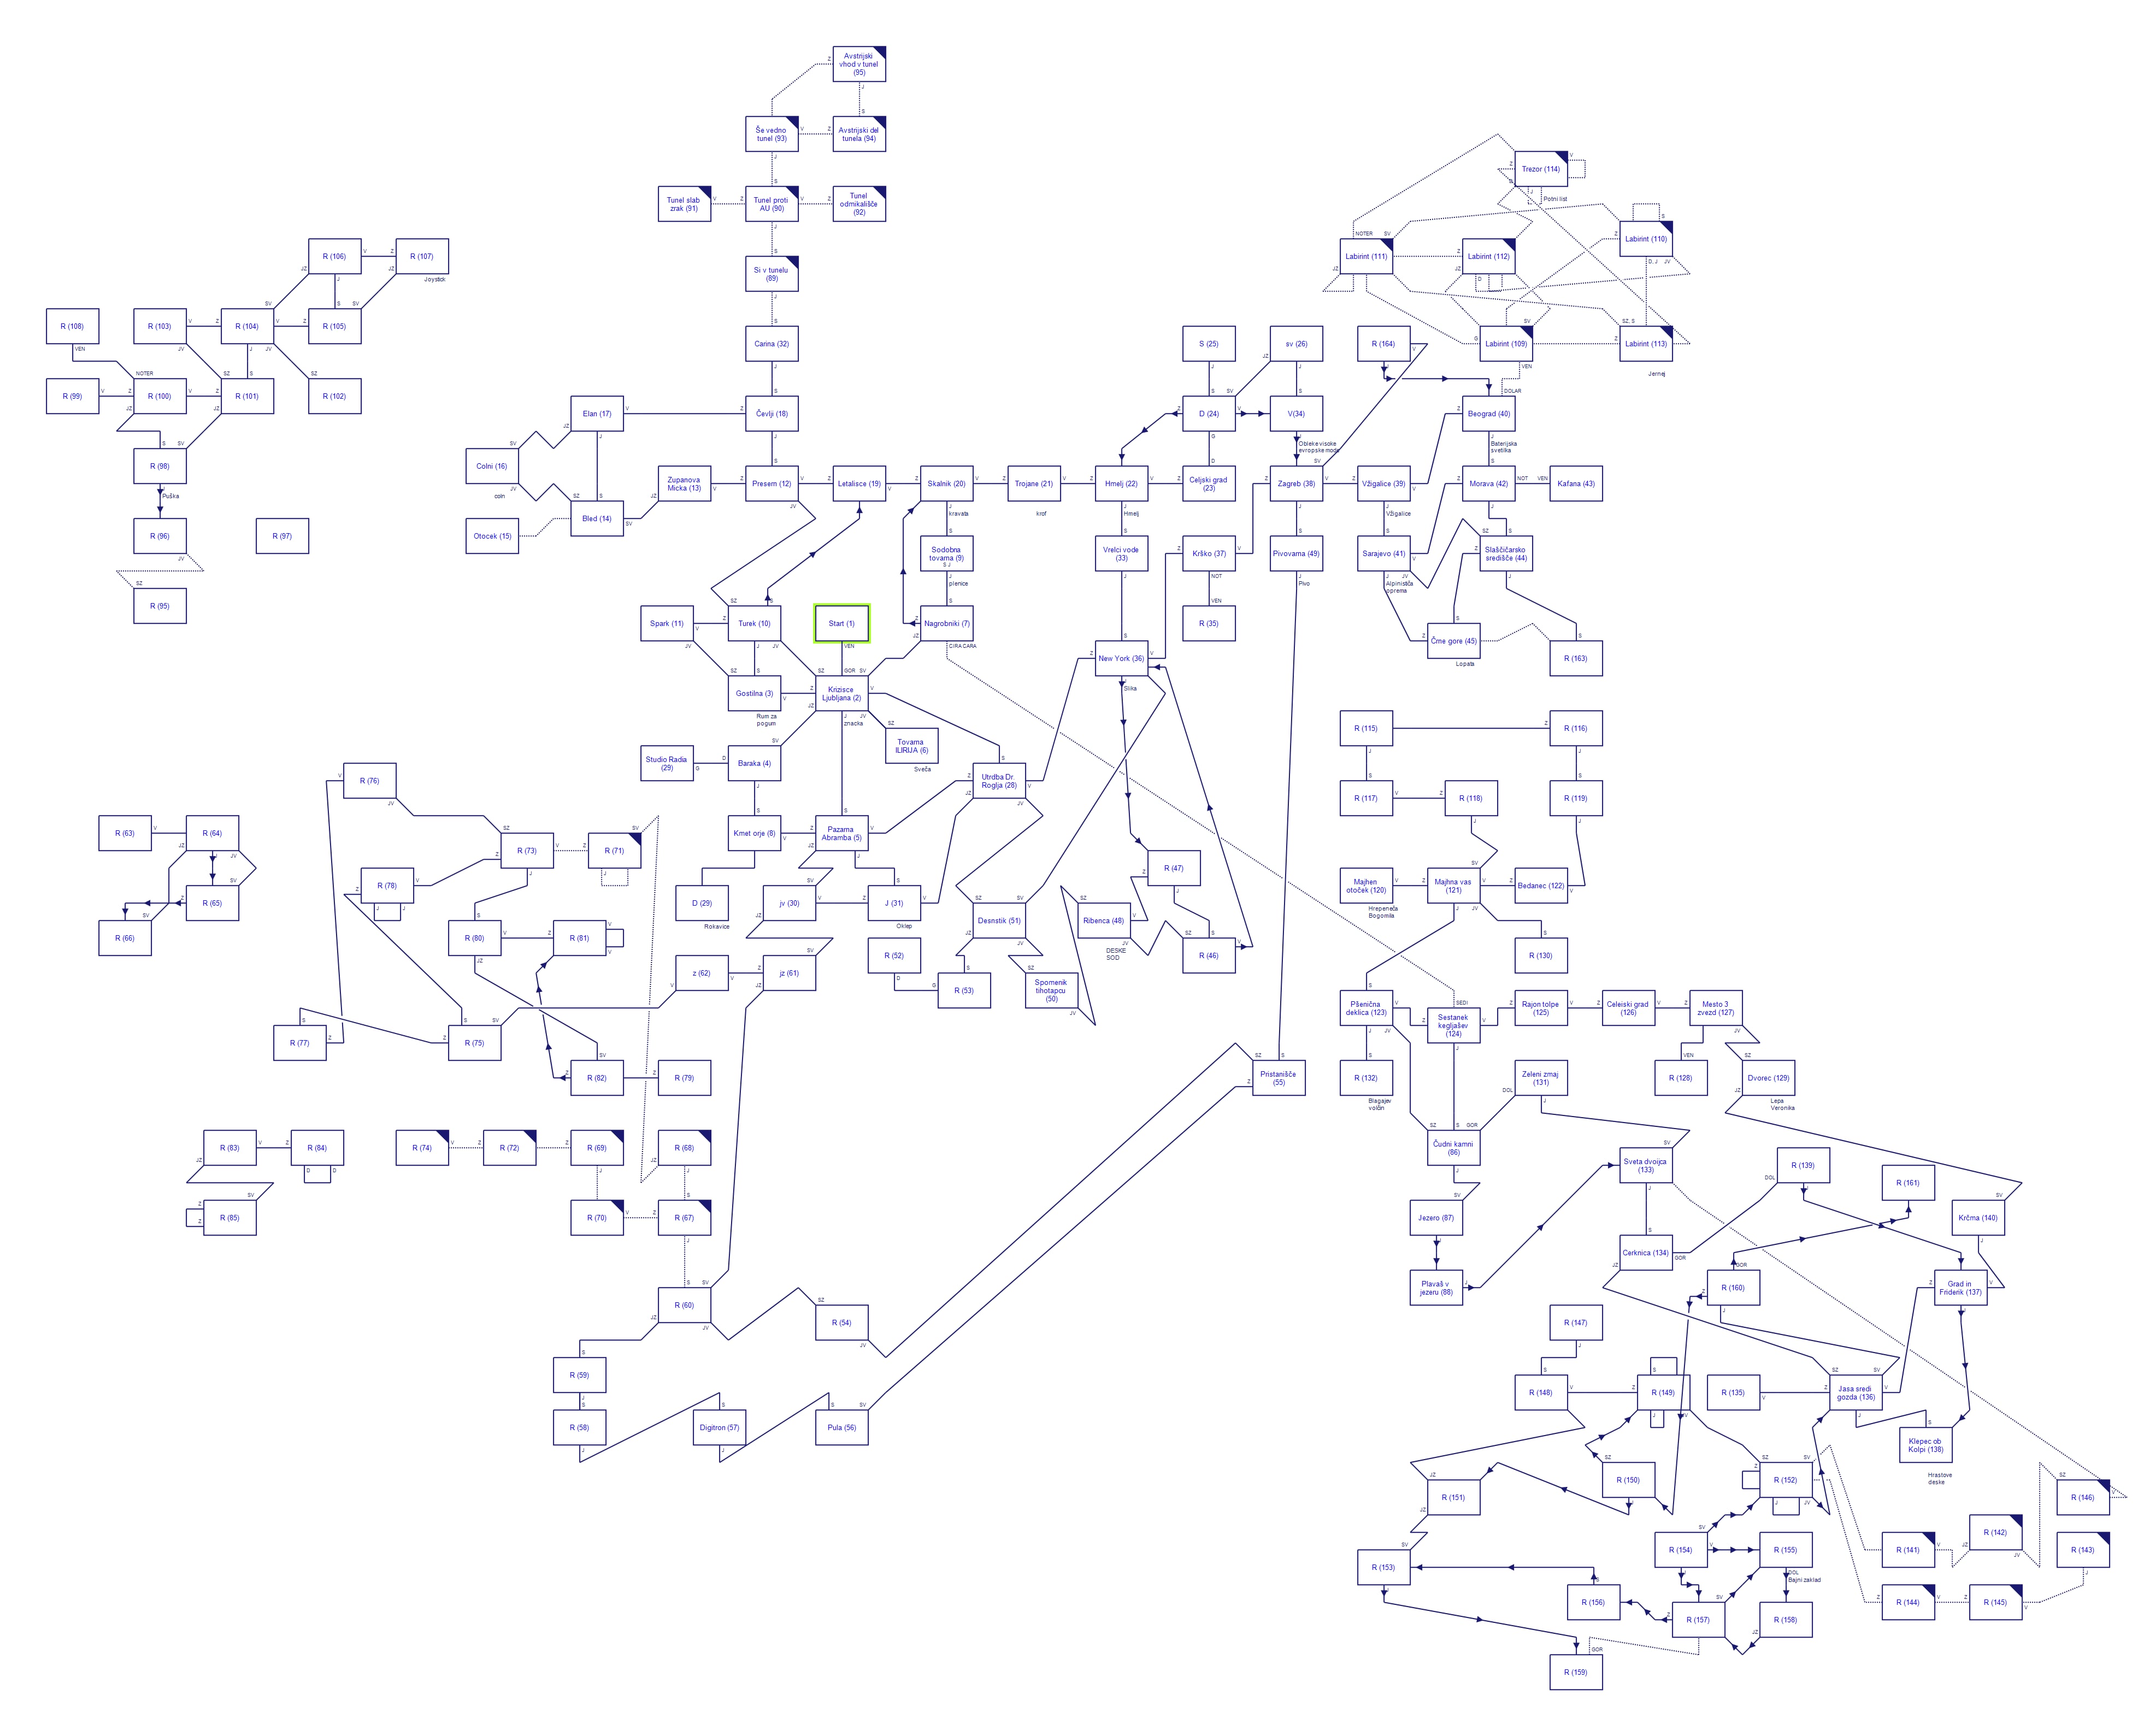 Avstrijski
vhod v tunel
(95)
Še vedno
tunel (93)
Avstrijski del
tunela (94)
Trezor (114)
Potni list
Tunel slab
zrak (91)
Tunel proti
AU (90)
Tunel
odmikališče
(92)
Labirint (110)
Labirint (111)
Labirint (112)
R (106)
R (107)
Joystick
Si v tunelu
(89)
R (108)
R (103)
R (104)
R (105)
Carina (32)
S (25)
sv (26)
R (164)
Labirint (109)
Labirint (113)
Jernej
R (99)
R (100)
R (101)
R (102)
Elan (17)
Čevlji (18)
D (24)
V(34)
Obleke visoke
evropske mode
Beograd (40)
Baterijska
svetilka
R (98)
Puška
Colni (16)
coln
Zupanova
Micka (13)
Presern (12)
Letalisce (19)
Skalnik (20)
kravata
Trojane (21)
krof
Hmelj (22)
Hmelj
Celjski grad
(23)
Zagreb (38)
Vžigalice (39)
Vžigalice
Morava (42)
Kafana (43)
R (96)
R (97)
Otocek (15)
Bled (14)
Sodobna
tovarna (9)
plenice
Vrelci vode
(33)
Krško (37)
Pivovarna (49)
Pivo
Sarajevo (41)
Alpinističa
oprema
Slaščičarsko
središče (44)
R (95)
Spark (11)
Turek (10)
Start (1)
Nagrobniki (7)
CIRA CARA
R (35)
Črne gore (45)
Lopata
R (163)
New York (36)
Slika
Gostilna (3)
Rum za
pogum
Krizisce
Ljubljana (2)
znacka
Tovarna
ILIRIJA (6)
Sveča
R (115)
R (116)
Studio Radia
(29)
Baraka (4)
Utrdba Dr.
Roglja (28)
R (76)
R (117)
R (118)
R (119)
R (63)
R (64)
R (73)
R (71)
Kmet orje (8)
Pazarna
Abramba (5)
R (47)
R (78)
R (65)
D (29)
Rokavice
jv (30)
J (31)
Oklep
Desnstik (51)
Ribenca (48)
DESKE
SOD
Majhen
otoček (120)
Hrepeneča
Bogomila
Majhna vas
(121)
Bedanec (122)
R (66)
R (80)
R (81)
R (52)
R (46)
R (130)
z (62)
jz (61)
R (53)
Spomenik
tihotapcu
(50)
Pšenična
deklica (123)
Sestanek
kegljašev
(124)
Rajon tolpe
(125)
Celeiski grad
(126)
Mesto 3
zvezd (127)
R (77)
R (75)
R (82)
R (79)
Pristanišče
(55)
R (132)
Blagajev
volčin
Zeleni zmaj
(131)
R (128)
Dvorec (129)
Lepa
Veronika
R (83)
R (84)
R (74)
R (72)
R (69)
R (68)
Čudni kamni
(86)
Sveta dvoijca
(133)
R (139)
R (161)
R (85)
R (70)
R (67)
Jezero (87)
Krčma (140)
Cerknica (134)
R (60)
R (54)
Plavaš v
jezeru (88)
R (160)
Grad in
Friderik (137)
R (147)
R (59)
R (148)
R (149)
R (135)
Jasa sredi
gozda (136)
R (58)
Digitron (57)
Pula (56)
Klepec ob
Kolpi (138)
Hrastove
deske
R (150)
R (152)
R (151)
R (146)
R (153)
R (154)
R (155)
Bajni zaklad
R (141)
R (142)
R (143)
R (156)
R (157)
R (158)
R (144)
R (145)
R (159)